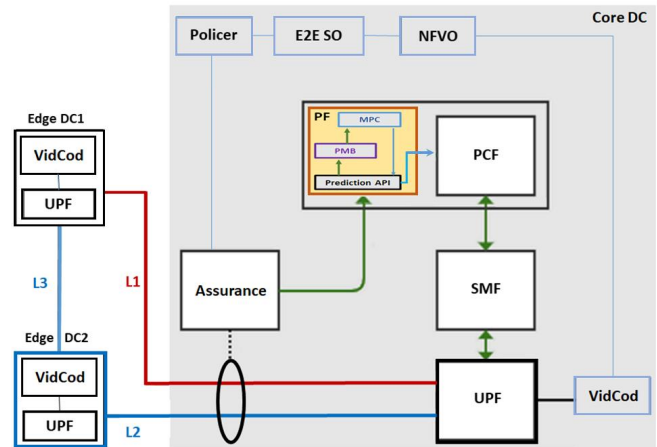 Core DC
Policer
E2E SO
NFVO
PF
MPC
PMB
Prediction API
PCF
Edge DC1
VidCod
UPF
L3
L1
Assurance
SMF
Edge DC2
VidCod
UPF
L2
UPF
VidCod